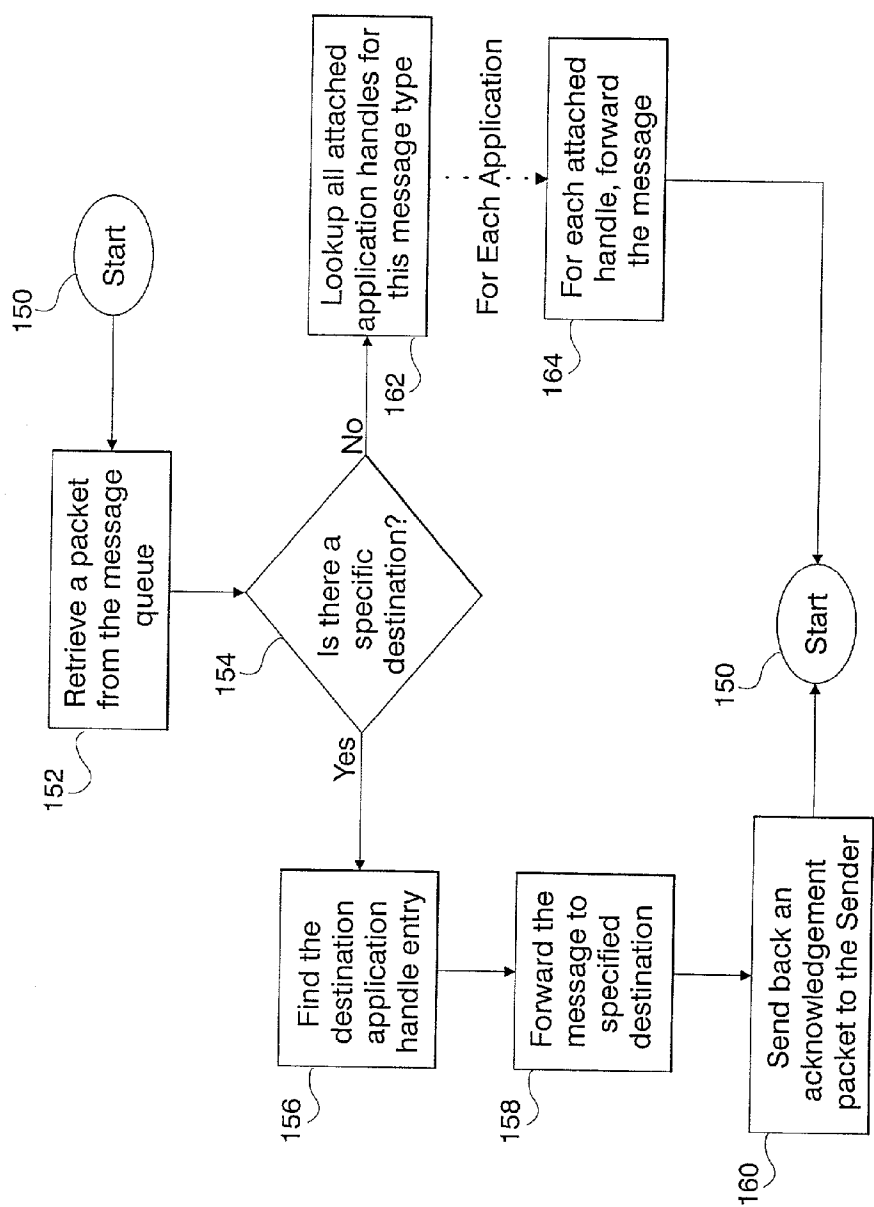 150
Start
152
Retrieve a packet
from the message
queue
154
Is there a
specific
destination?
Yes
No
156
Find the
destination
application
handle entry
158
Forward the
message to
specified
destination
160
Send back an
acknowledgement
packet to the Sender
162
Lookup all attached
application handles for
this message type
For Each Application
164
For each attached
handle, forward
the message
150
Start